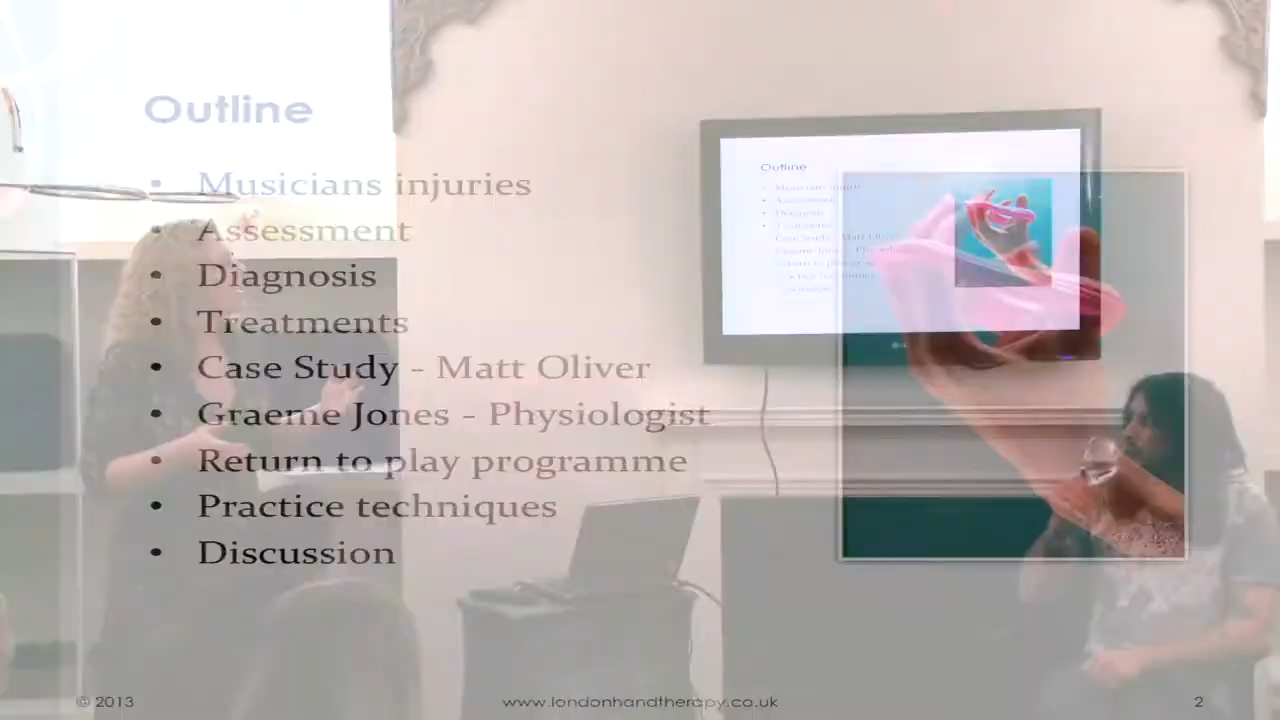 Outline
• Musicians injuries
• Assessment
• Diagnosis
• Treatments
• Case Study - Matt Oliver
• Graeme Jones - Physiologist
• Return to play programme
• Practice techniques
• Discussion
Outline
© 2013
www.londonhandtherapy.co.uk
2